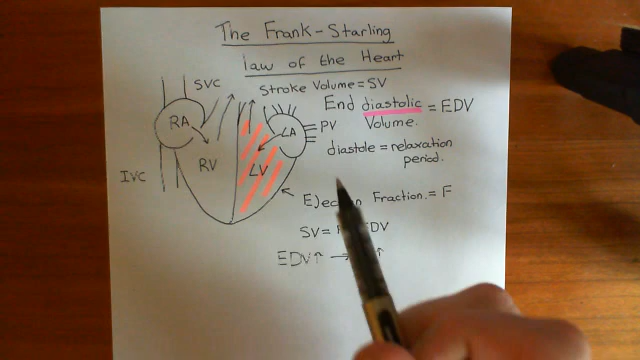 The Frank-Starling
law of the Heart
Stroke Volume = SV
SVC
End diastolic = EDV
Volume.
RA
LA
PV
diastole = relaxation
period.
RV
LV
IVC
Ejection Fraction. = F
SV = EDV
EDV ↑ → ↑